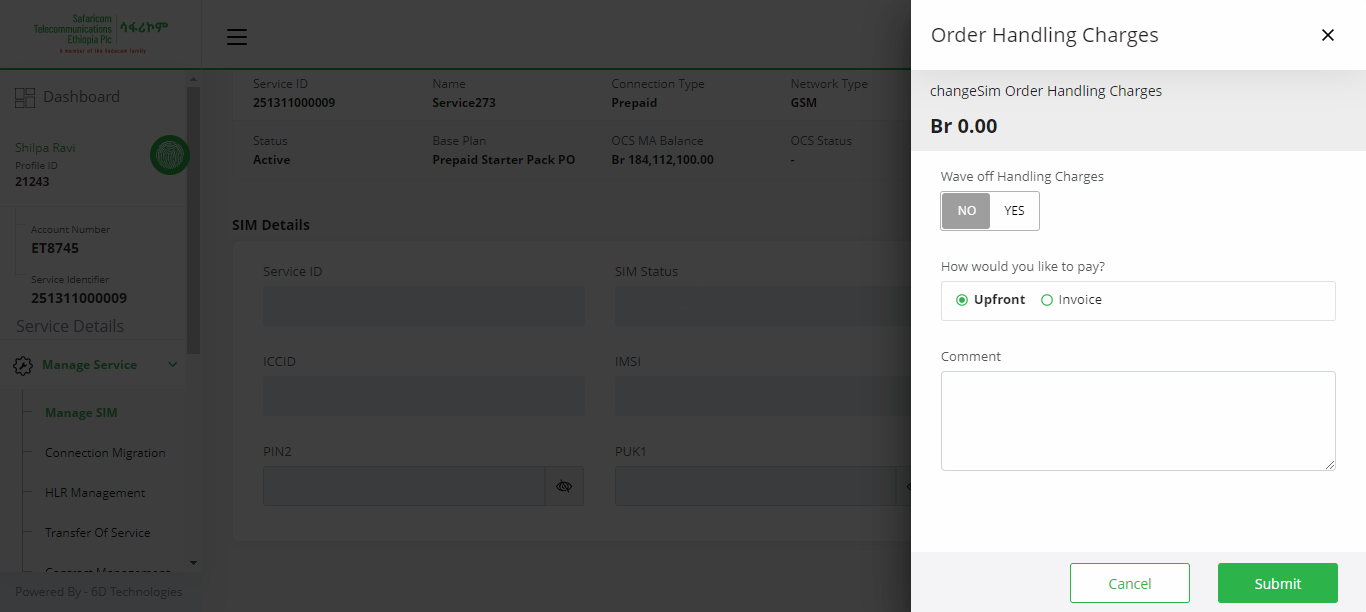 Safaricom
Telecommunications
Ethiopia Plc
ሳፋሪኮም
A member of the Vodacom family
Dashboard
Shilpa Ravi
Profile ID
21243
Account Number
ET8745
Service Identifier
251311000009
Service Details
Manage Service
Manage SIM
Connection Migration
HLR Management
Transfer Of Service
Contract Management
Powered By - 6D Technologies
Service ID
251311000009
Name
Service273
Connection Type
Prepaid
Network Type
GSM
Status
Active
Base Plan
Prepaid Starter Pack PO
OCS MA Balance
Br 184,112,100.00
OCS Status
-
SIM Details
Service ID
SIM Status
ICCID
IMSI
PIN2
PUK1
Order Handling Charges
changeSim Order Handling Charges
Br 0.00
Wave off Handling Charges
NO YES
How would you like to pay?
Upfront Invoice
Comment
Cancel Submit